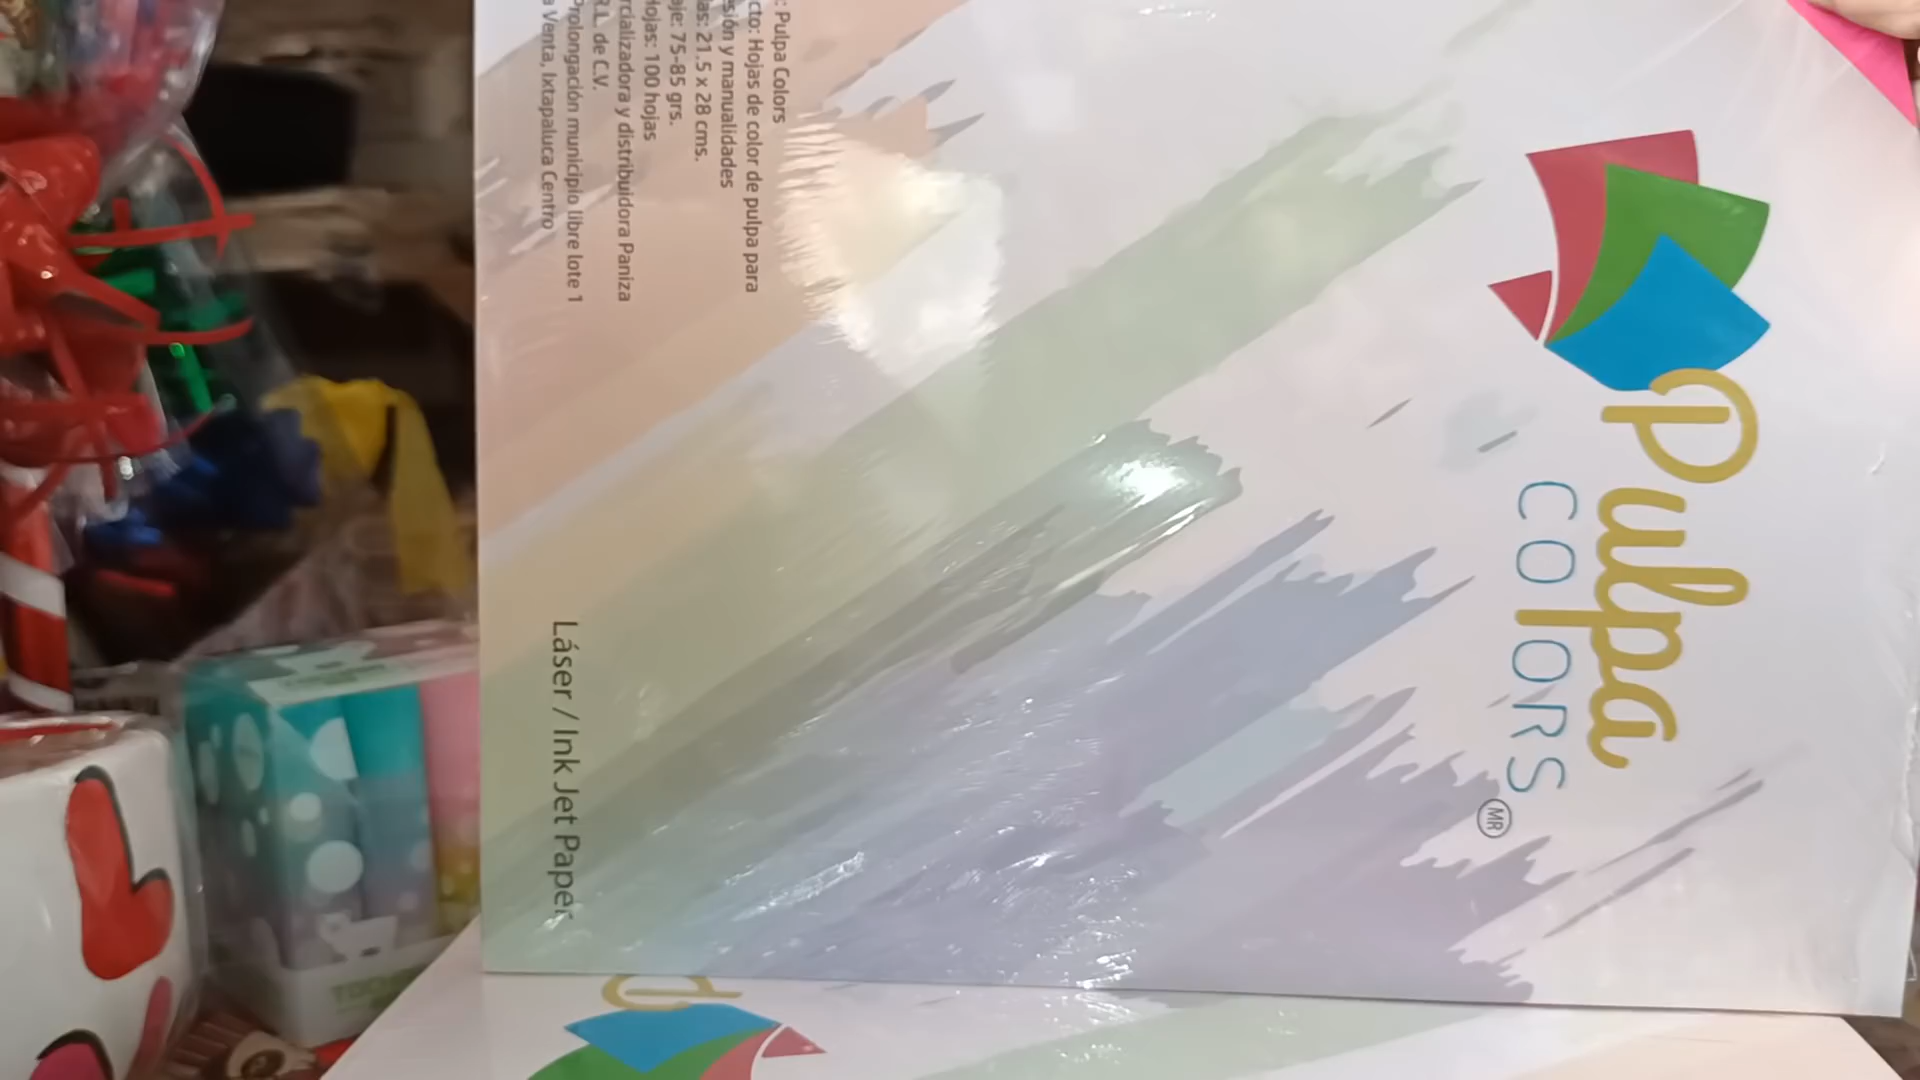 Pulpa
COlORS
MR
: Pulpa Colors
cto: Hojas de color de pulpa para
esión y manualidades
as: 21.5 x 28 cms.
aje: 75-85 grs.
Hojas: 100 hojas
rcializadora y distribuidora Paniza
R.L. de C.V.
Prolongación municipio libre lote 1
a Venta, Ixtapaluca Centro
Láser / Ink Jet Paper